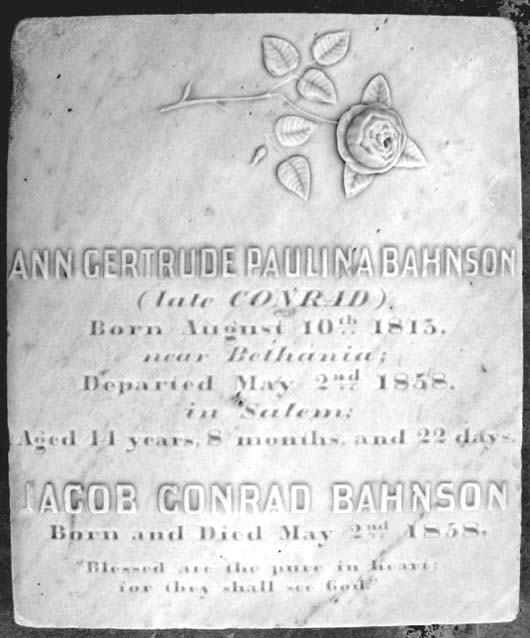 ANN GERTRUDE PAULINA BAHNSON
(late CONRAD),
Born August 10th 1813,
near Bethania;
Departed May 2nd 1858,
in Salem;
Aged 44 years, 8 months, and 22 days.
JACOB CONRAD BAHNSON
Born and Died May 2nd 1858.
"Blessed are the pure in heart;
for they shall see God."